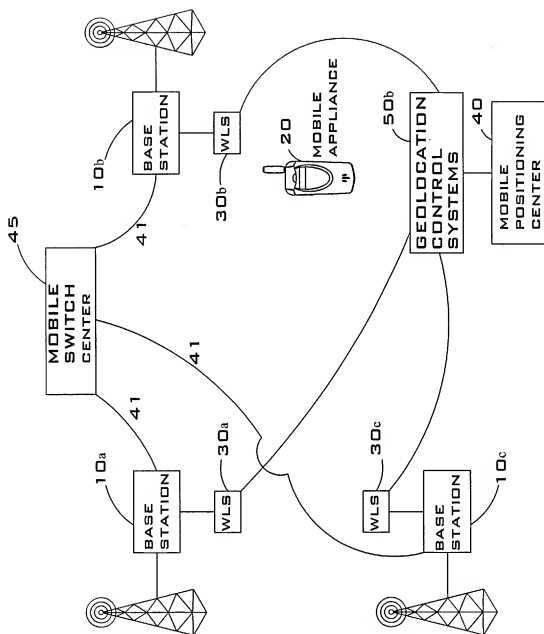 45
MOBILE
SWITCH
CENTER
41
41
41
10a
BASE
STATION
30a
WLS
10b
BASE
STATION
30b
WLS
20
MOBILE
APPLIANCE
30c
WLS
10c
BASE
STATION
50b
GEOLOCATION
CONTROL
SYSTEMS
40
MOBILE
POSITIONING
CENTER